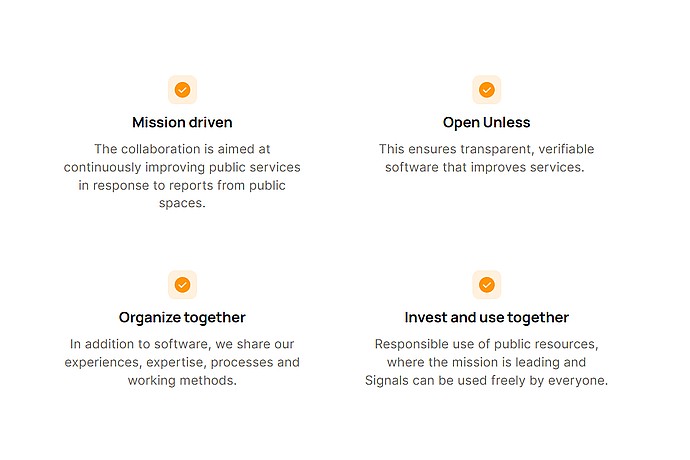 Mission driven
The collaboration is aimed at
continuously improving public services
in response to reports from public
spaces.
Open Unless
This ensures transparent, verifiable
software that improves services.
Organize together
In addition to software, we share our
experiences, expertise, processes and
working methods.
Invest and use together
Responsible use of public resources,
where the mission is leading and
Signals can be used freely by everyone.